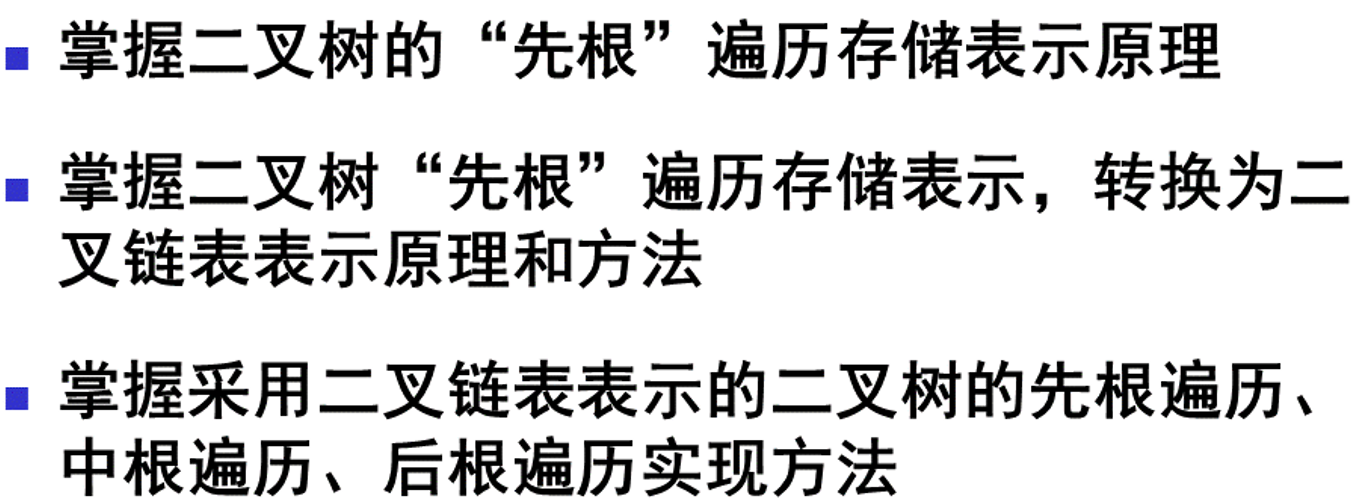 掌握二叉树的“先根”遍历存储表示原理
掌握二叉树“先根”遍历存储表示，转换为二
叉链表表示原理和方法
掌握采用二叉链表表示的二叉树的先根遍历、
中根遍历、后根遍历实现方法